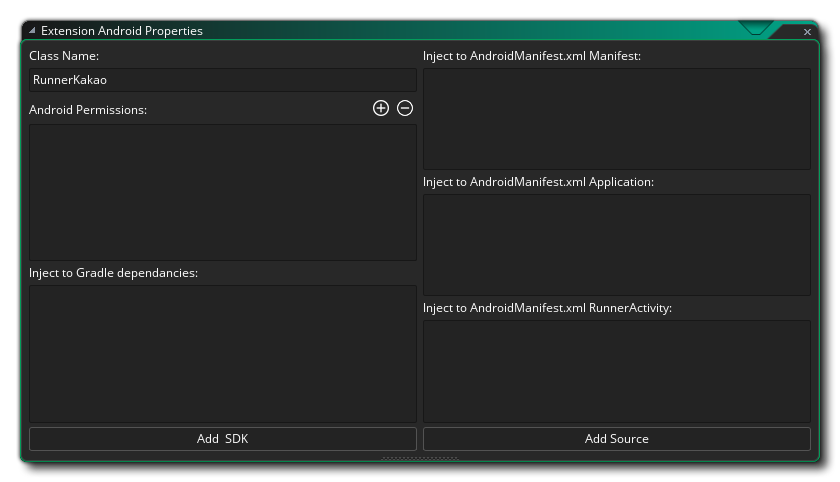 Extension Android Properties
Class Name:
RunnerKakao
Android Permissions:
Inject to Gradle dependancies:
Add SDK
Inject to AndroidManifest.xml Manifest:
Inject to AndroidManifest.xml Application:
Inject to AndroidManifest.xml RunnerActivity:
Add Source